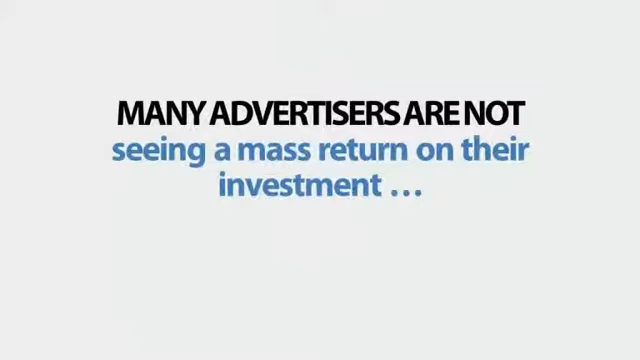 MANY ADVERTISERS ARE NOT
seeing a mass return on their
investment …